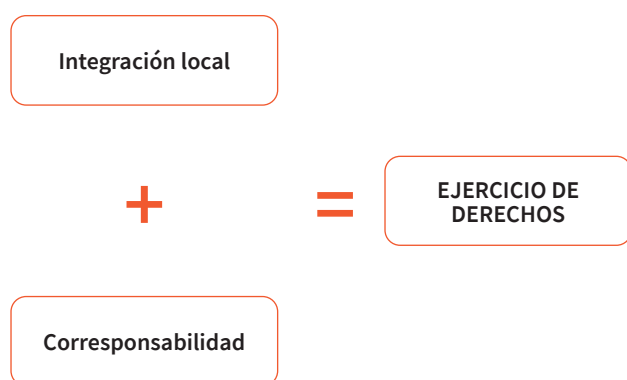 Integración local
+
=
EJERCICIO DE
DERECHOS
Corresponsabilidad